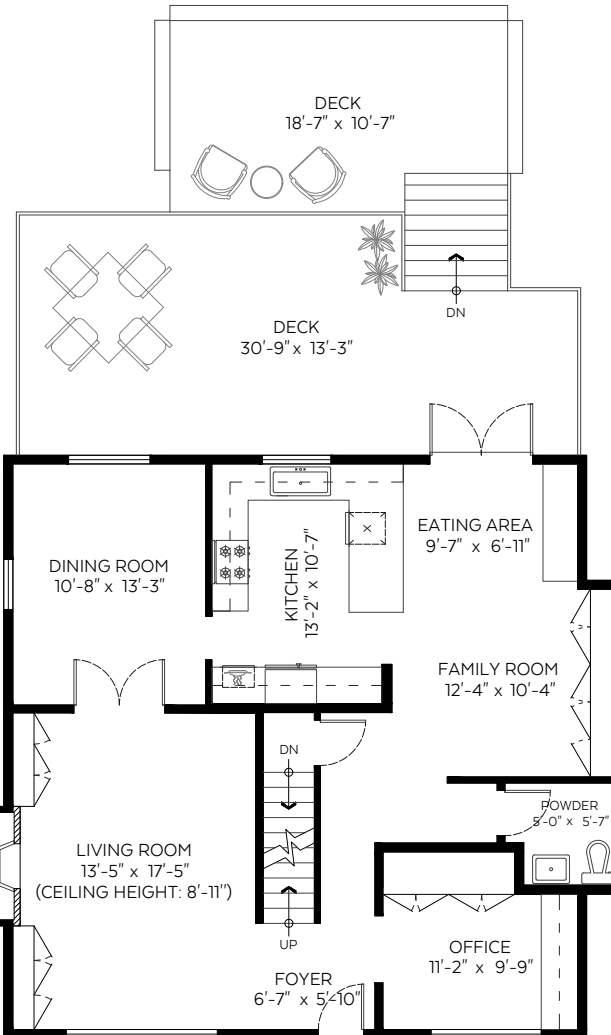 DECK
18'-7" x 10'-7"
DN
DECK
30'-9" x 13'-3"
EATING AREA
9'-7" x 6'-11"
KITCHEN
13'-2" x 10'-7"
DINING ROOM
10'-8" x 13'-3"
FAMILY ROOM
12'-4" x 10'-4"
DN
POWDER
5'-0" x 5'-7"
LIVING ROOM
13'-5" x 17'-5"
(CEILING HEIGHT: 8'-11")
UP
OFFICE
11'-2" x 9'-9"
FOYER
6'-7" x 5'-10"